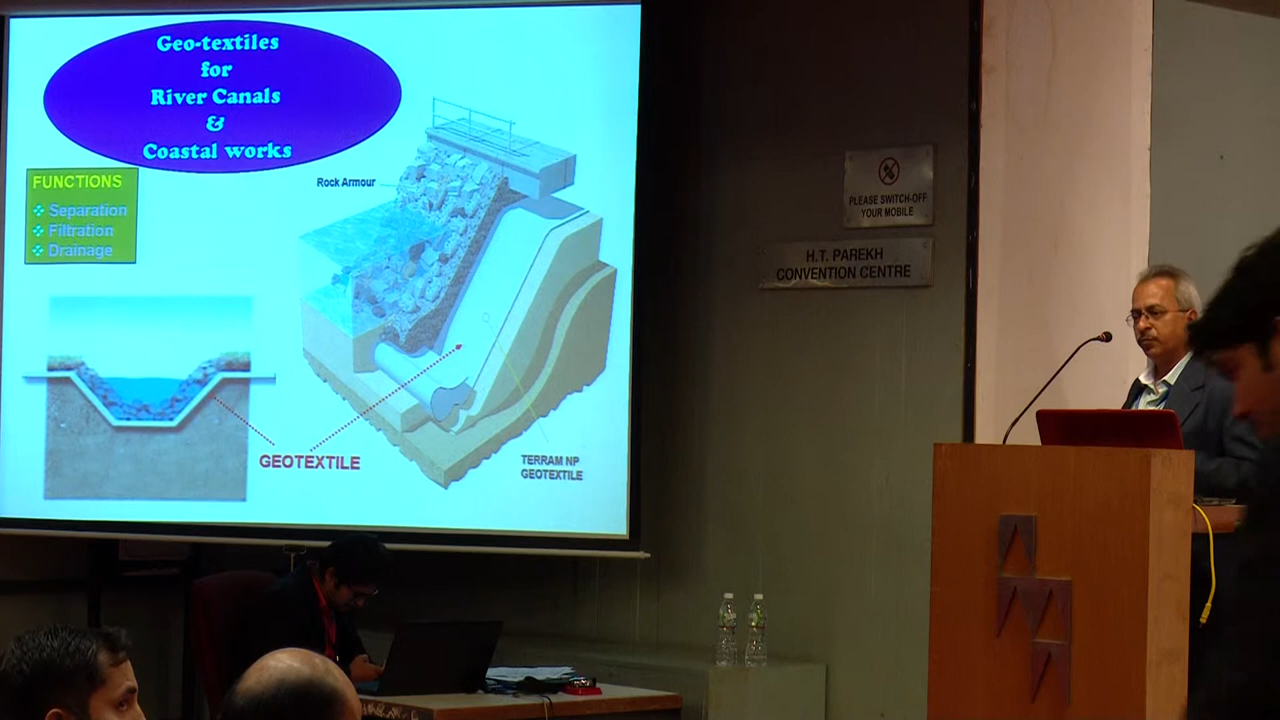 Geo-textiles
for
River Canals
&
Coastal works
FUNCTIONS
Separation
Filtration
Drainage
Rock Armour
GEOTEXTILE
TERRAM NP
GEOTEXTILE
PLEASE SWITCH-OFF
YOUR MOBILE
H.T. PAREKH
CONVENTION CENTRE